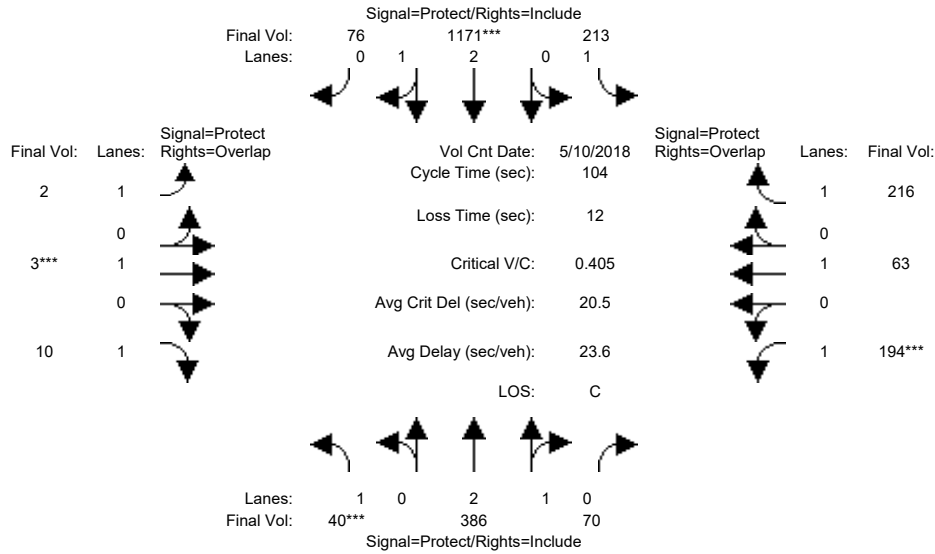 Signal=Protect/Rights=Include
Final Vol: 76 1171*** 213
Lanes: 0 1 2 0 1
Signal=Protect
Final Vol: Lanes: Rights=Overlap
Vol Cnt Date: 5/10/2018
Signal=Protect
Rights=Overlap Lanes: Final Vol:
Cycle Time (sec): 104
2 1
1 216
Loss Time (sec): 12
0
0
3*** 1
Critical V/C: 0.405
1 63
0
Avg Crit Del (sec/veh): 20.5
0
10 1
Avg Delay (sec/veh): 23.6
1 194***
LOS: C
Lanes: 1 0 2 1 0
Final Vol: 40*** 386 70
Signal=Protect/Rights=Include